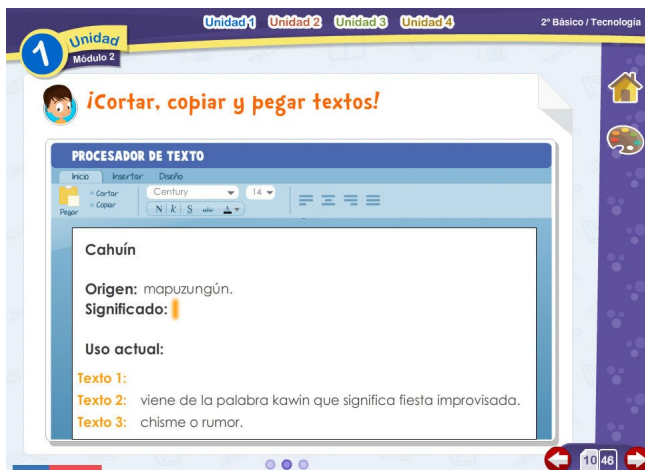 Unidad 1 Unidad 2 Unidad 3 Unidad 4
2º Básico / Tecnología
1 Unidad
Módulo 2
¡Cortar, copiar y pegar textos!
PROCESADOR DE TEXTO
Inicio Insertar Diseño
Pegar
Cortar
Copiar
Century 14
N k S abc A
Cahuín
Origen: mapuzungún.
Significado:
Uso actual:
Texto 1:
Texto 2: viene de la palabra kawin que significa fiesta improvisada.
Texto 3: chisme o rumor.
10 46